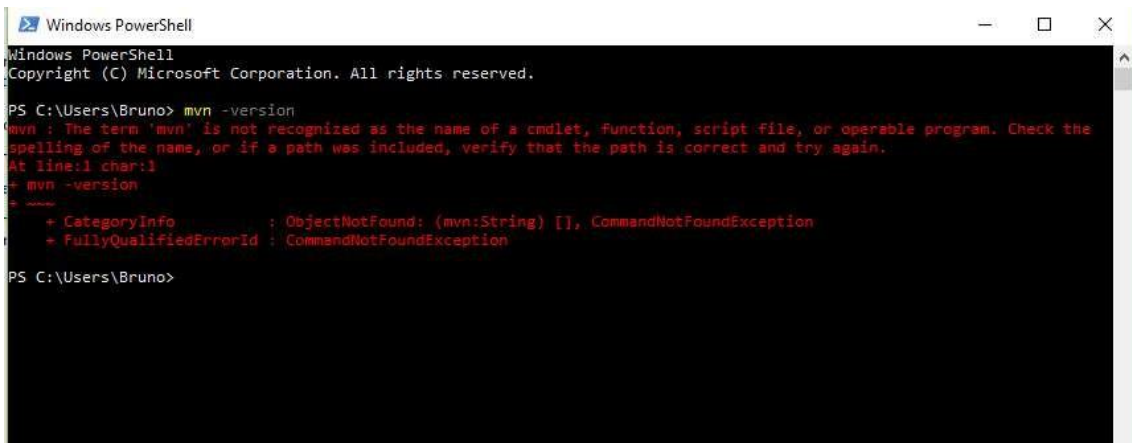 Windows PowerShell
Windows PowerShell
Copyright (C) Microsoft Corporation. All rights reserved.
PS C:\Users\Bruno> mvn -version
mvn : The term 'mvn' is not recognized as the name of a cmdlet, function, script file, or operable program. Check the
spelling of the name, or if a path was included, verify that the path is correct and try again.
At line:1 char:1
+ mvn -version
+ ~~~
    + CategoryInfo          : ObjectNotFound: (mvn:String) [], CommandNotFoundException
    + FullyQualifiedErrorId : CommandNotFoundException
PS C:\Users\Bruno>